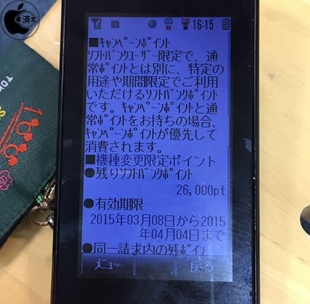 16:15
■ｷｬﾝﾍﾟｰﾝﾎﾟｲﾝﾄ
ｿﾌﾄﾊﾞﾝｸﾕｰｻﾞｰ限定で、通
常ﾎﾟｲﾝﾄとは別に、特定の
用途や期間限定でご利用
いただけるｿﾌﾄﾊﾞﾝｸﾎﾟｲﾝﾄ
です。ｷｬﾝﾍﾟｰﾝﾎﾟｲﾝﾄと通
常ﾎﾟｲﾝﾄをお持ちの場合、
ｷｬﾝﾍﾟｰﾝﾎﾟｲﾝﾄが優先して
消費されます。
■機種変更限定ポイント
●残りｿﾌﾄﾊﾞﾝｸﾎﾟｲﾝﾄ
26,000pt
●有効期限
2015年03月08日から2015
年04月04日まで
●同一請求内の残ﾎﾟｲﾝ
メニュー
戻る